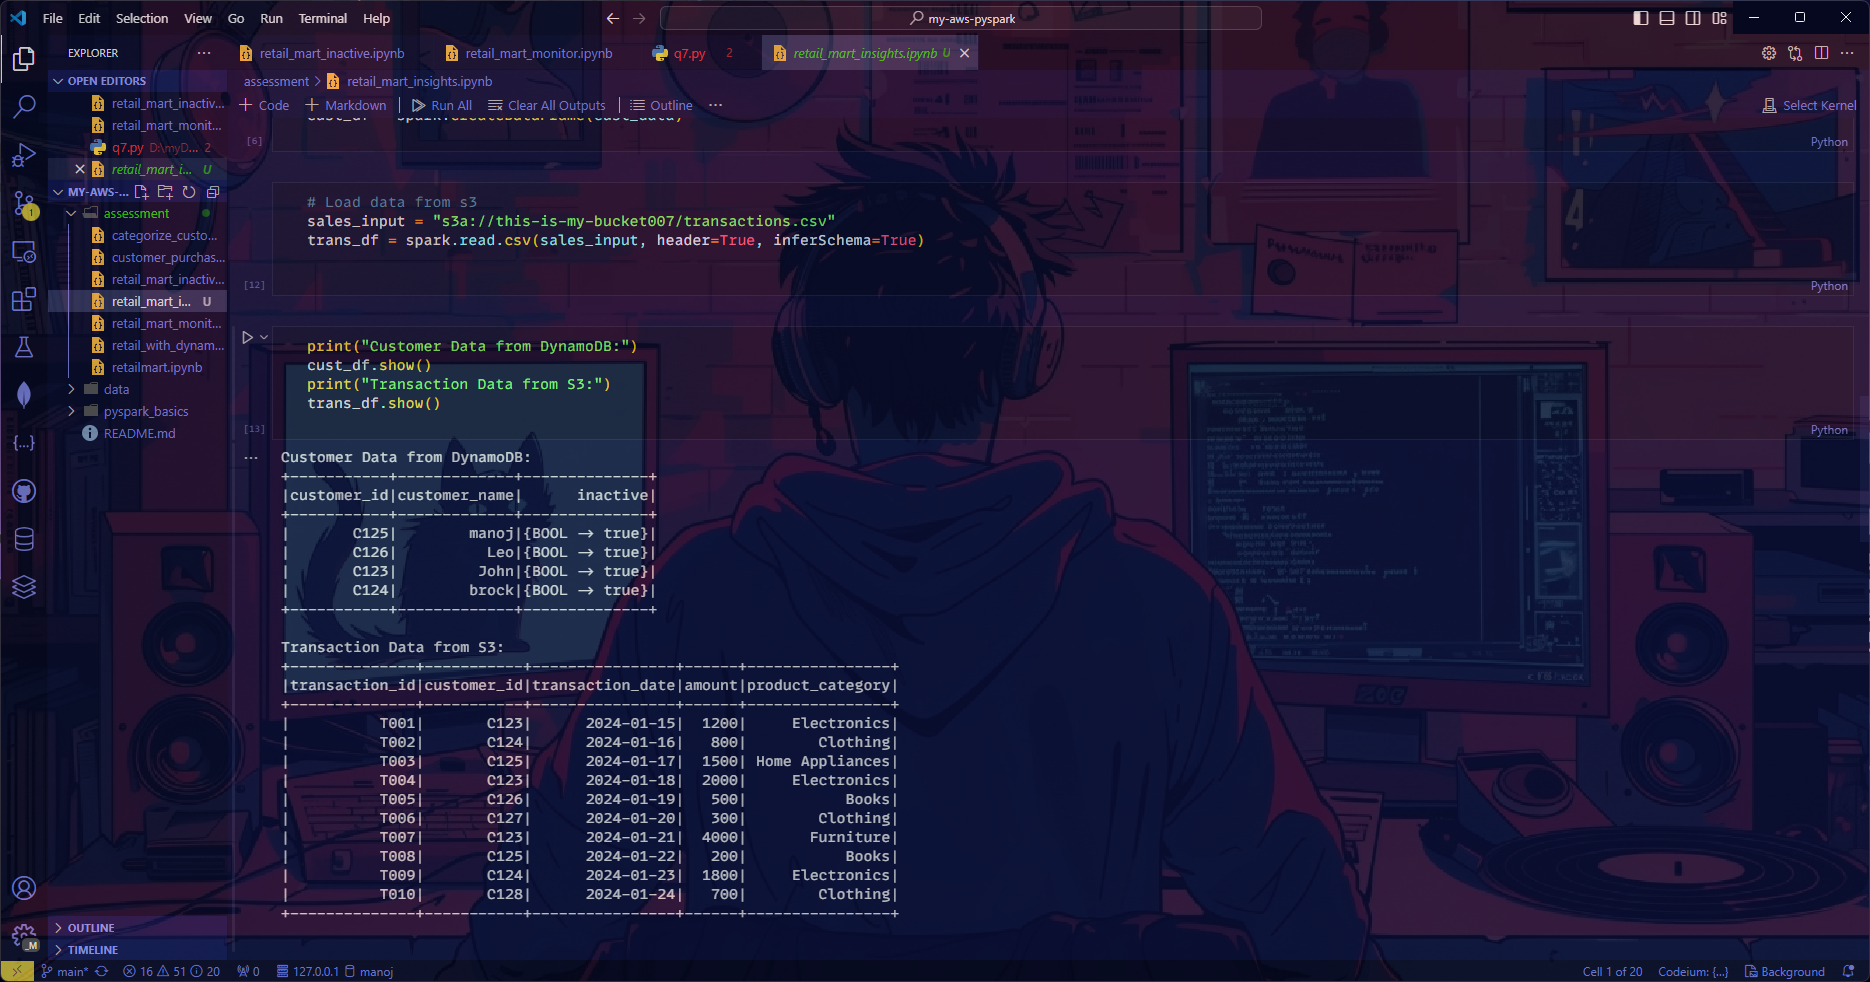 File Edit Selection View Go Run Terminal Help
my-aws-pyspark
EXPLORER
retail_mart_inactive.ipynb
retail_mart_monitor.ipynb
q7.py 2
retail_mart_insights.ipynb U
OPEN EDITORS
retail_mart_inactiv...
retail_mart_monit...
q7.py D:\myD... 2
retail_mart_i... U
MY-AWS-...
assessment
categorize_custo...
customer_purchas...
retail_mart_inactiv...
retail_mart_i... U
retail_mart_monit...
retail_with_dynam...
retailmart.ipynb
data
pyspark_basics
README.md
OUTLINE
TIMELINE
assessment > retail_mart_insights.ipynb
Code Markdown Run All Clear All Outputs Outline
Select Kernel
cust_df = spark.createDataFrame(cust_data)
[6]
Python
# Load data from s3
sales_input = "s3a://this-is-my-bucket007/transactions.csv"
trans_df = spark.read.csv(sales_input, header=True, inferSchema=True)
[12]
Python
print("Customer Data from DynamoDB:")
cust_df.show()
print("Transaction Data from S3:")
trans_df.show()
[13]
Python
Customer Data from DynamoDB:
+-----------+-------------+--------------+
|customer_id|customer_name|      inactive|
+-----------+-------------+--------------+
|       C125|        manoj|{BOOL -> true}|
|       C126|          Leo|{BOOL -> true}|
|       C123|         John|{BOOL -> true}|
|       C124|        brock|{BOOL -> true}|
+-----------+-------------+--------------+
Transaction Data from S3:
+--------------+-----------+----------------+------+----------------+
|transaction_id|customer_id|transaction_date|amount|product_category|
+--------------+-----------+----------------+------+----------------+
|          T001|       C123|      2024-01-15|  1200|     Electronics|
|          T002|       C124|      2024-01-16|   800|        Clothing|
|          T003|       C125|      2024-01-17|  1500| Home Appliances|
|          T004|       C123|      2024-01-18|  2000|     Electronics|
|          T005|       C126|      2024-01-19|   500|           Books|
|          T006|       C127|      2024-01-20|   300|        Clothing|
|          T007|       C123|      2024-01-21|  4000|       Furniture|
|          T008|       C125|      2024-01-22|   200|           Books|
|          T009|       C124|      2024-01-23|  1800|     Electronics|
|          T010|       C128|      2024-01-24|   700|        Clothing|
+--------------+-----------+----------------+------+----------------+
main* 16 51 20 0 127.0.0.1 manoj
Cell 1 of 20 Codeium: {...} Background